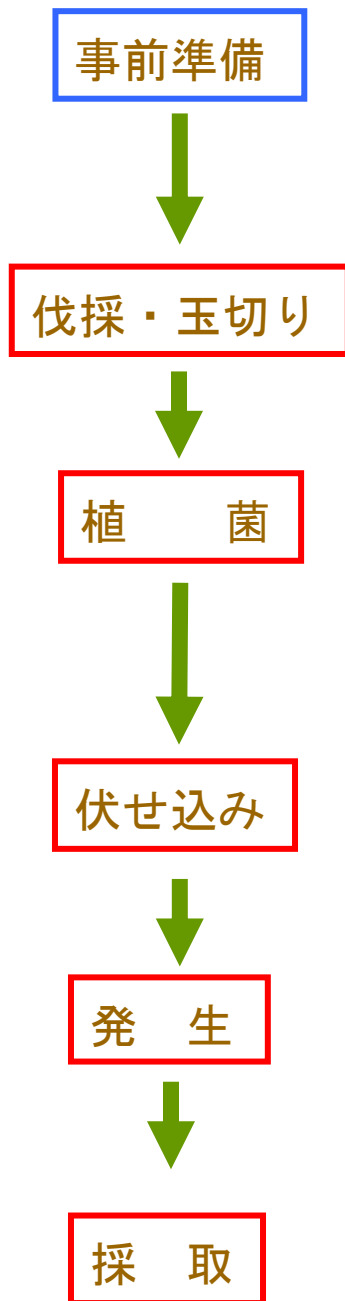 事前準備
伐採・玉切り
植　　菌
伏せ込み
発　生
採　取